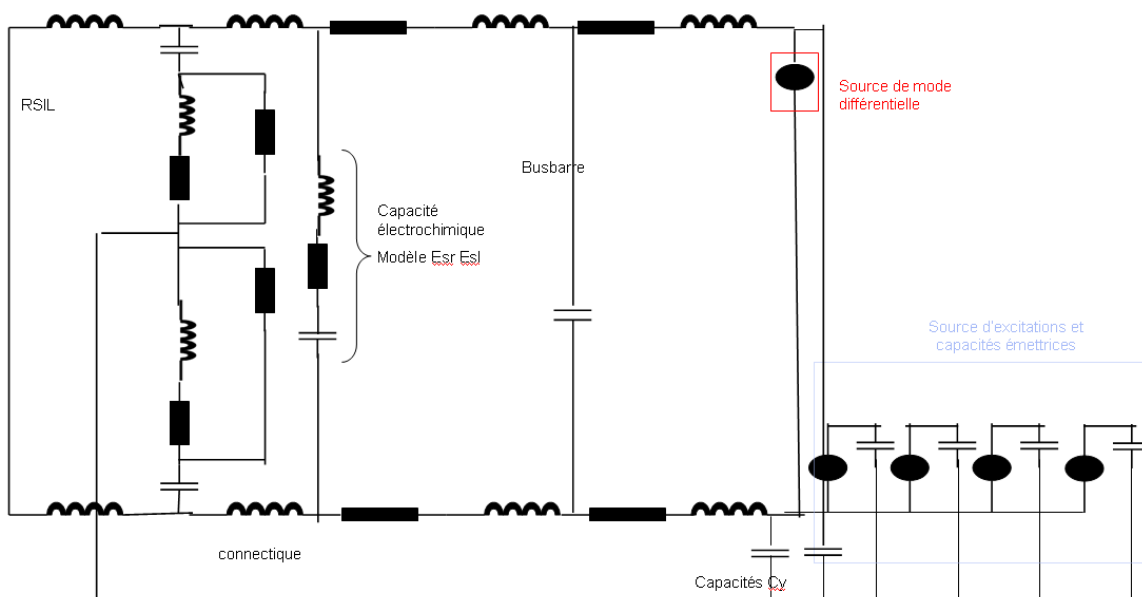 Source de mode
différentielle
RSIL
Busbarre
Capacité
électrochimique
Modèle Esr Esl
Source d'excitations et
capacités émettrices
connectique
Capacités Cy